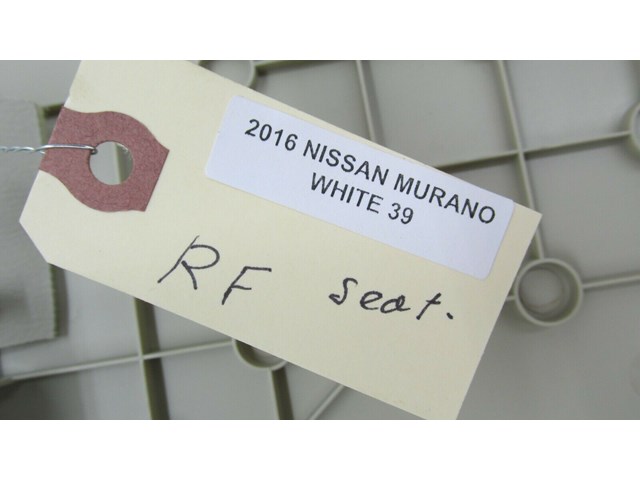 2016 NISSAN MURANO
WHITE 39
RF seat.